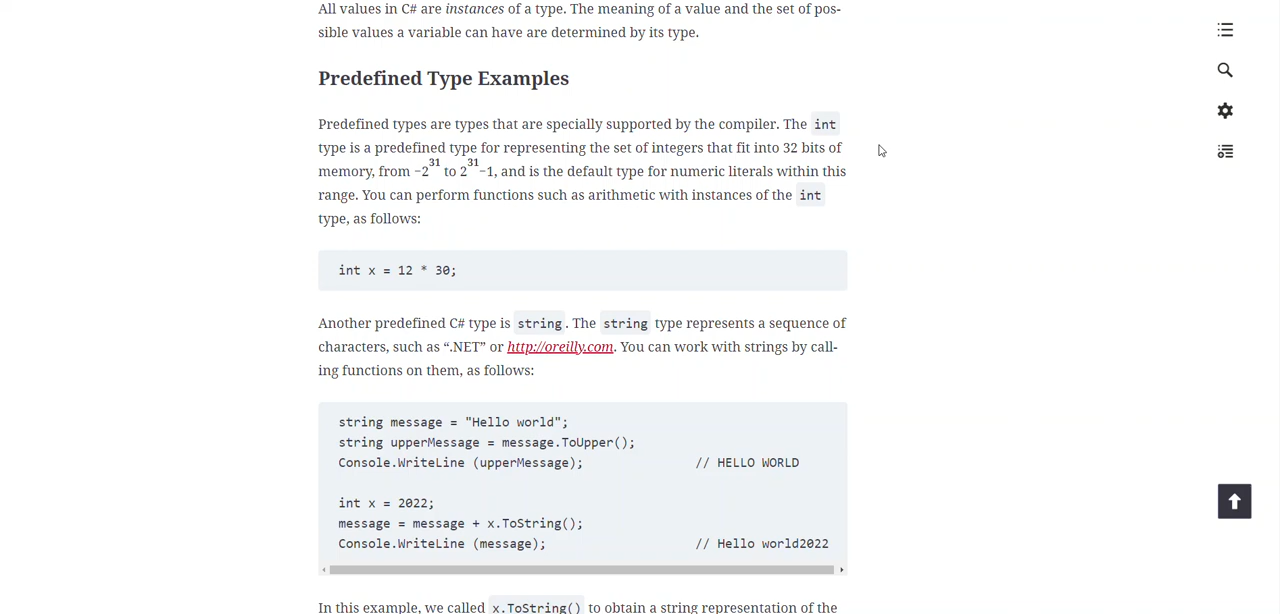 All values in C# are instances of a type. The meaning of a value and the set of pos-
sible values a variable can have are determined by its type.
Predefined Type Examples
Predefined types are types that are specially supported by the compiler. The int
type is a predefined type for representing the set of integers that fit into 32 bits of
memory, from −2³¹ to 2³¹−1, and is the default type for numeric literals within this
range. You can perform functions such as arithmetic with instances of the int
type, as follows:
int x = 12 * 30;
Another predefined C# type is string. The string type represents a sequence of
characters, such as “.NET” or http://oreilly.com. You can work with strings by call-
ing functions on them, as follows:
string message = "Hello world";
string upperMessage = message.ToUpper();
Console.WriteLine (upperMessage);               // HELLO WORLD
int x = 2022;
message = message + x.ToString();
Console.WriteLine (message);                    // Hello world2022
In this example, we called x.ToString() to obtain a string representation of the